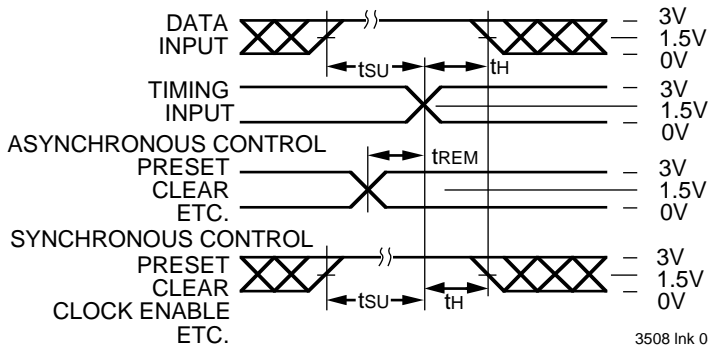 DATA INPUT
3V
1.5V
0V
tSU
tH
TIMING INPUT
3V
1.5V
0V
ASYNCHRONOUS CONTROL
PRESET
CLEAR
ETC.
tREM
3V
1.5V
0V
SYNCHRONOUS CONTROL
PRESET
CLEAR
CLOCK ENABLE
ETC.
tSU
tH
3V
1.5V
0V
3508 lnk 0